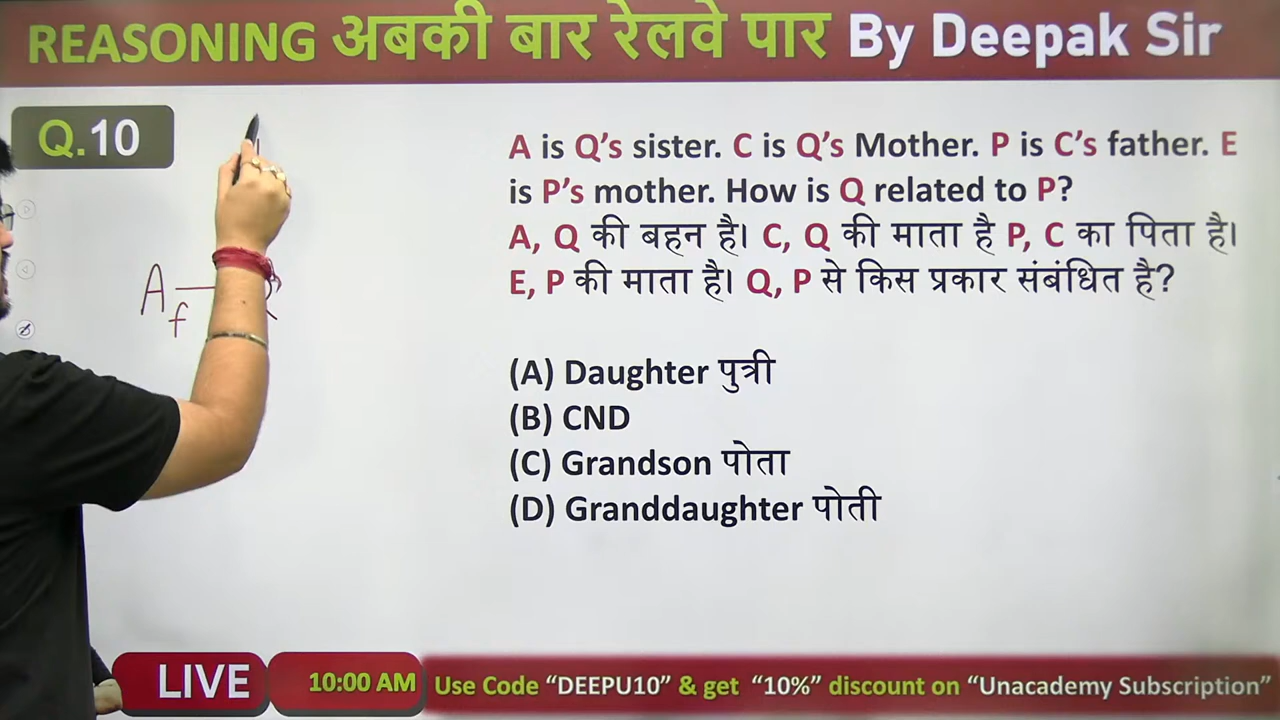 REASONING अबकी बार रेलवे पार By Deepak Sir
Q.10
A is Q's sister. C is Q's Mother. P is C's father. E
is P's mother. How is Q related to P?
A, Q की बहन है। C, Q की माता है P, C का पिता है।
E, P की माता है। Q, P से किस प्रकार संबंधित है?
A
f
(A) Daughter पुत्री
(B) CND
(C) Grandson पोता
(D) Granddaughter पोती
LIVE
10:00 AM
Use Code “DEEPU10” & get “10%” discount on “Unacademy Subscription”